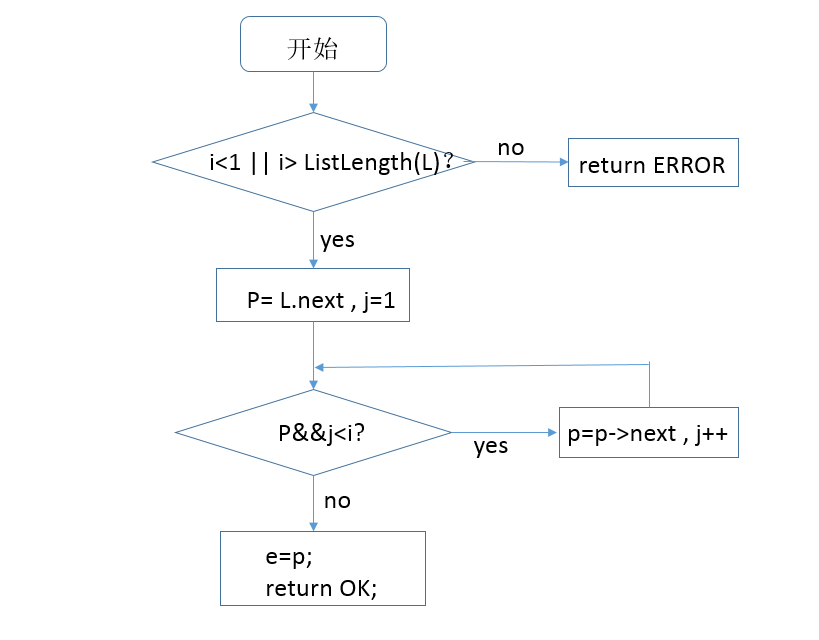 开始
i<1 || i> ListLength(L)？
no
return ERROR
yes
P= L.next , j=1
P&&j<i?
yes
p=p->next , j++
no
e=p;
return OK;